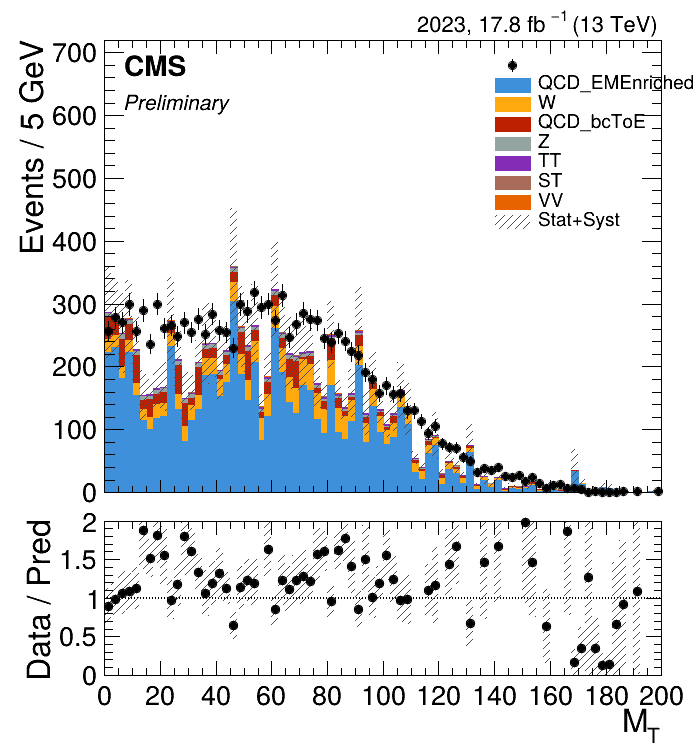 2023, 17.8 fb⁻¹ (13 TeV)
Events / 5 GeV
700
600
500
400
300
200
100
0
CMS
Preliminary
QCD_EMEnriched
W
QCD_bcToE
Z
TT
ST
VV
Stat+Syst
Data / Pred
2
1.5
1
0.5
0
0 20 40 60 80 100 120 140 160 180 200
M_T